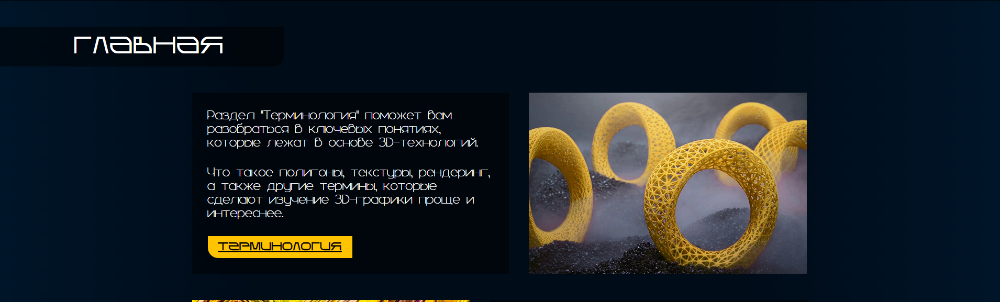 главная
Раздел "Терминология" поможет вам
разобраться в ключевых понятиях,
которые лежат в основе 3D-технологий.
Что такое полигоны, текстуры, рендеринг,
а также другие термины, которые
сделают изучение 3D-графики проще и
интереснее.
терминология